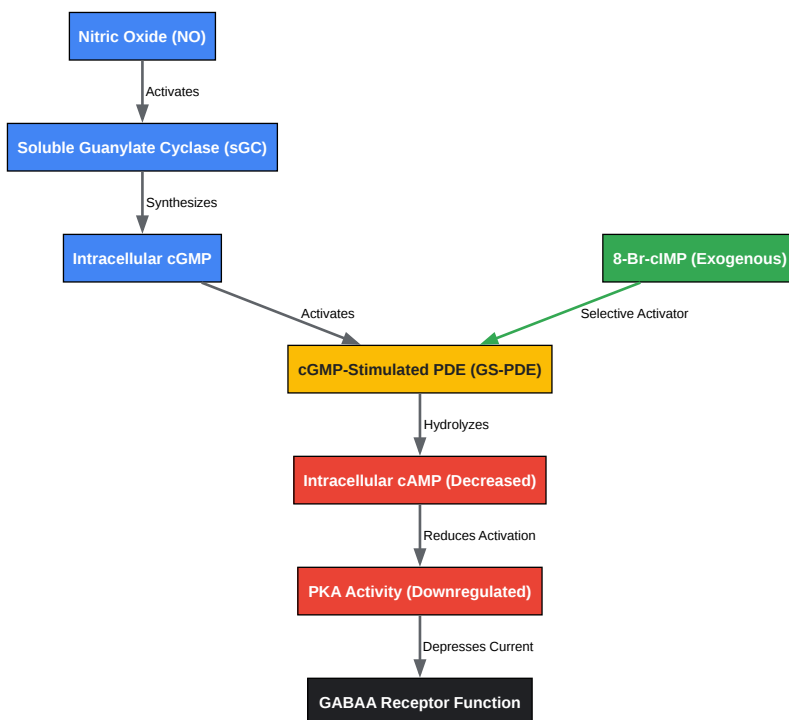 Nitric Oxide (NO)
Activates
Soluble Guanylate Cyclase (sGC)
Synthesizes
Intracellular cGMP
8-Br-cIMP (Exogenous)
Activates
Selective Activator
cGMP-Stimulated PDE (GS-PDE)
Hydrolyzes
Intracellular cAMP (Decreased)
Reduces Activation
PKA Activity (Downregulated)
Depresses Current
GABAA Receptor Function